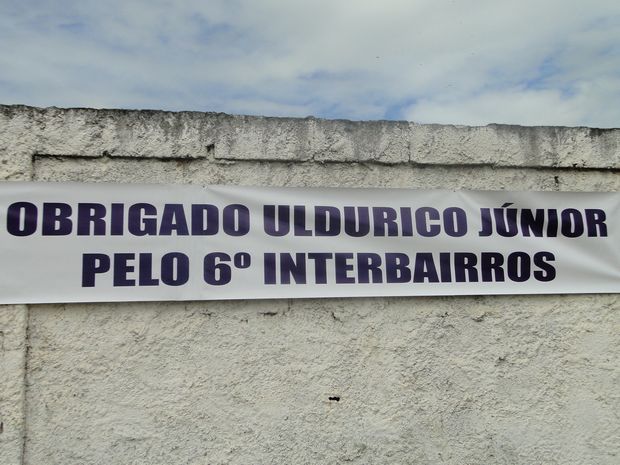 OBRIGADO ULDURICO JÚNIOR
PELO 6º INTERBAIRROS